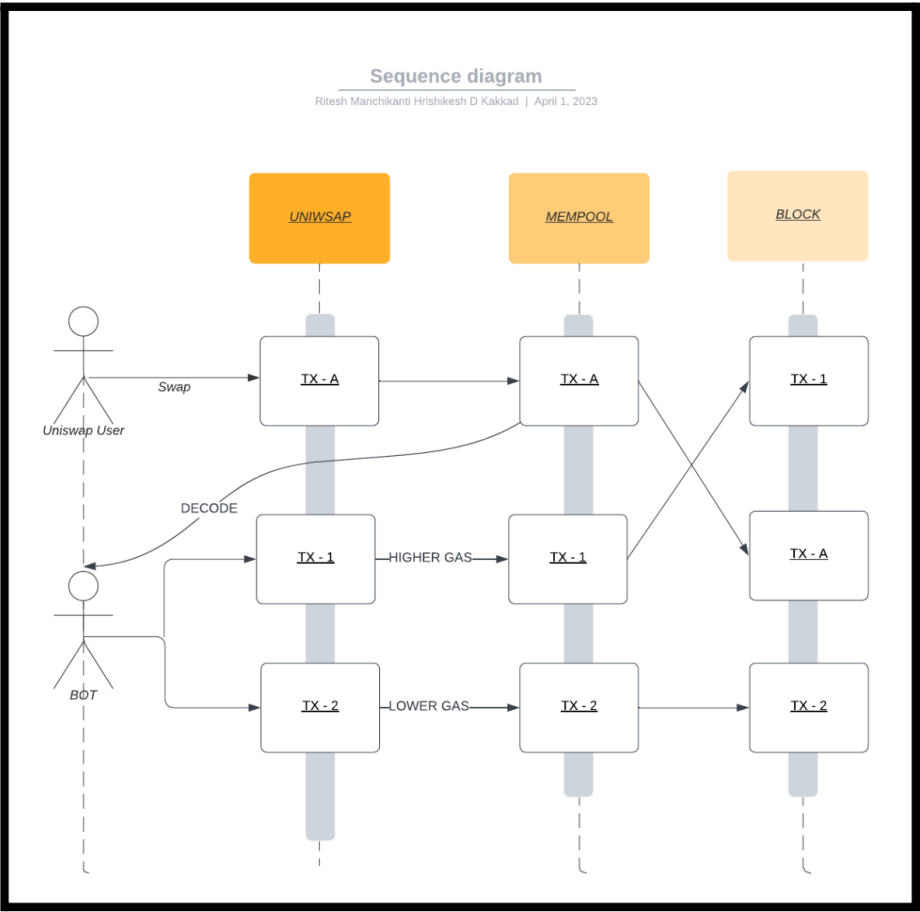 Sequence diagram
Ritesh Manchikanti Hrishikesh D Kakkad | April 1, 2023
UNIWSAP
MEMPOOL
BLOCK
TX - A
TX - A
TX - 1
Swap
Uniswap User
DECODE
TX - 1
HIGHER GAS
TX - 1
TX - A
BOT
TX - 2
LOWER GAS
TX - 2
TX - 2